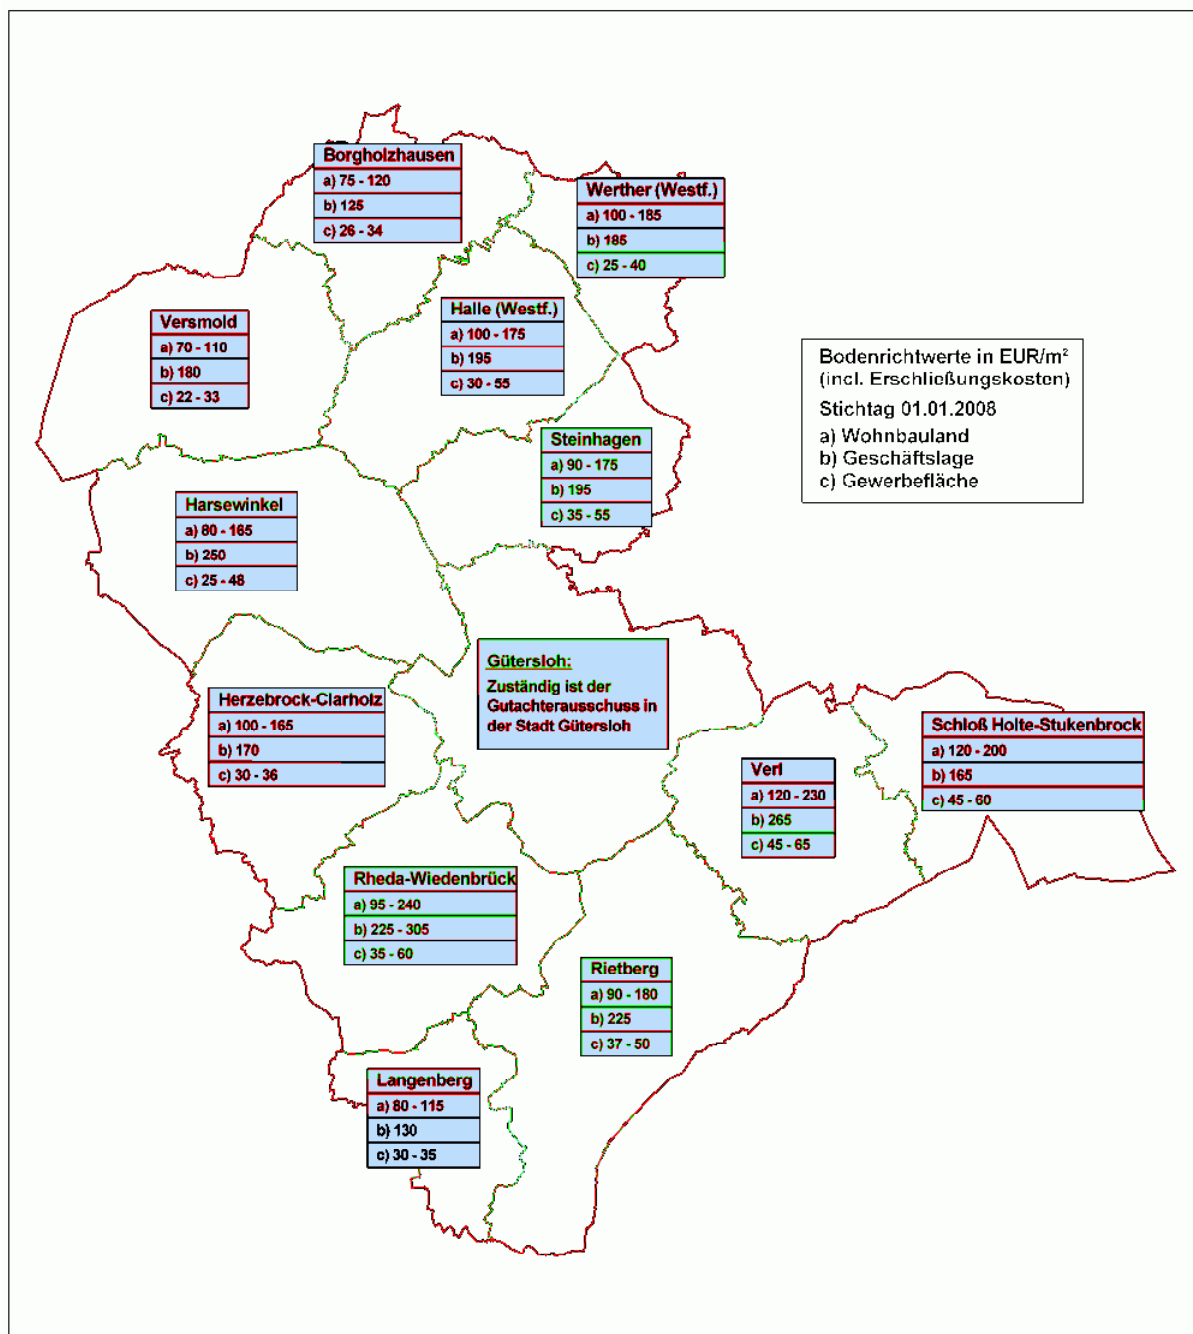 Borgholzhausen
a) 75 - 120
b) 125
c) 26 - 34
Werther (Westf.)
a) 100 - 185
b) 185
c) 25 - 40
Versmold
a) 70 - 110
b) 180
c) 22 - 33
Halle (Westf.)
a) 100 - 175
b) 195
c) 30 - 55
Bodenrichtwerte in EUR/m²
(incl. Erschließungskosten)
Stichtag 01.01.2008
a) Wohnbauland
b) Geschäftslage
c) Gewerbefläche
Steinhagen
a) 90 - 175
b) 195
c) 35 - 55
Harsewinkel
a) 80 - 165
b) 250
c) 25 - 48
Gütersloh:
Zuständig ist der
Gutachterausschuss in
der Stadt Gütersloh
Herzebrock-Clarholz
a) 100 - 165
b) 170
c) 30 - 36
Schloß Holte-Stukenbrock
a) 120 - 200
b) 165
c) 45 - 60
Verl
a) 120 - 230
b) 265
c) 45 - 65
Rheda-Wiedenbrück
a) 95 - 240
b) 225 - 305
c) 35 - 60
Rietberg
a) 90 - 180
b) 225
c) 37 - 50
Langenberg
a) 80 - 115
b) 130
c) 30 - 35